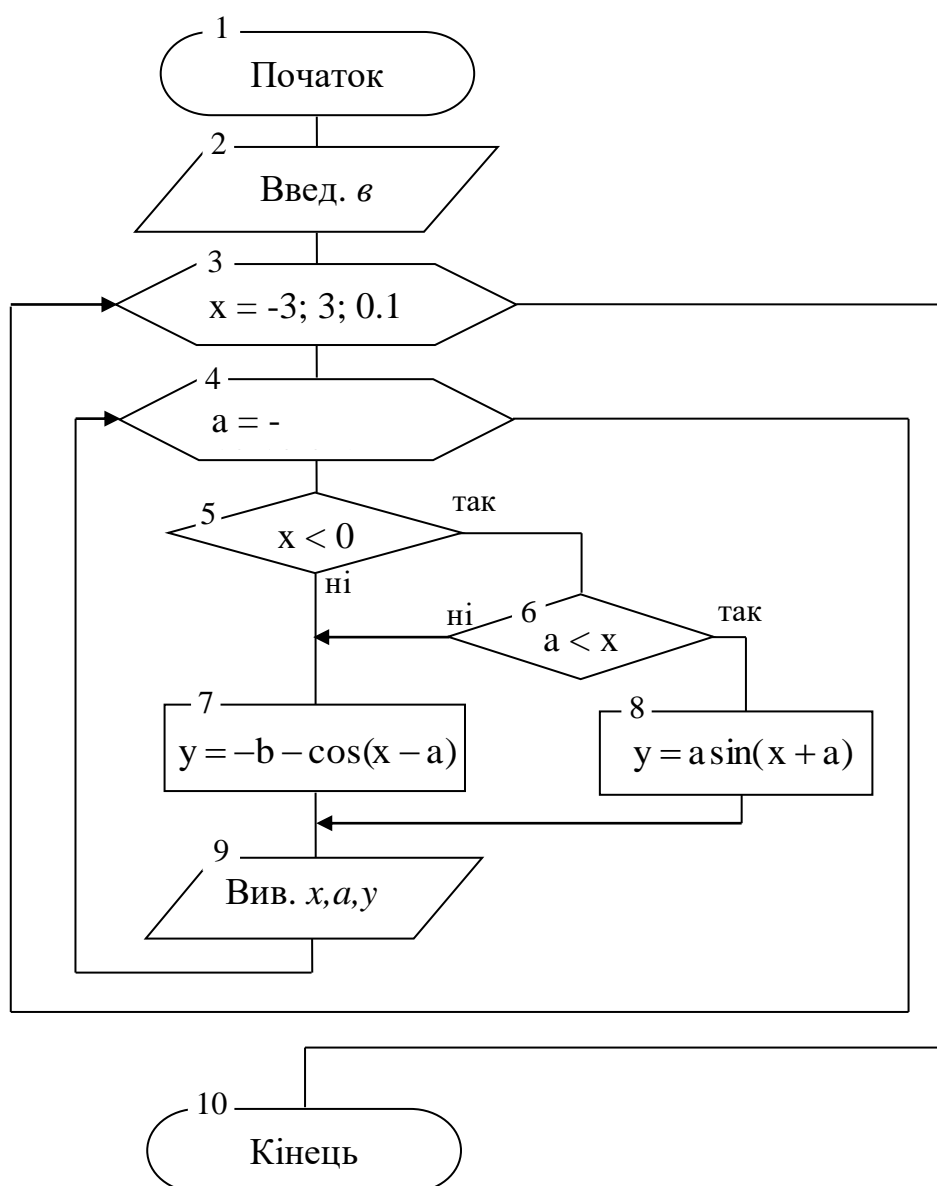 1
Початок
2
Введ. в
3
x = -3; 3; 0.1
4
a = -
5
x < 0
так
ні
6
a < x
ні
так
7
y = −b − cos(x − a)
8
y = a sin(x + a)
9
Вив. x,a,y
10
Кінець